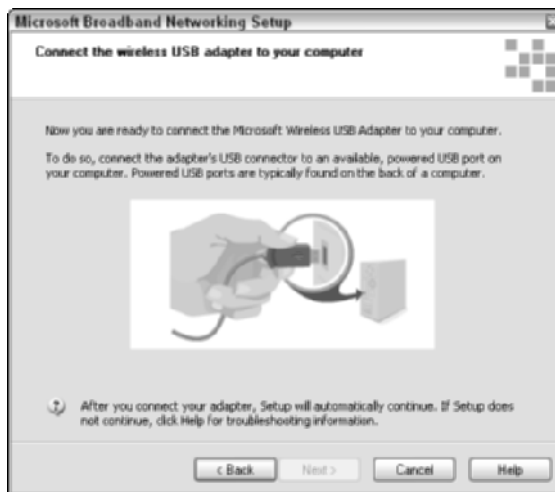 Microsoft Broadband Networking Setup
Connect the wireless USB adapter to your computer
Now you are ready to connect the Microsoft Wireless USB Adapter to your computer.
To do so, connect the adapter's USB connector to an available, powered USB port on
your computer. Powered USB ports are typically found on the back of a computer.
After you connect your adapter, Setup will automatically continue. If Setup does
not continue, click Help for troubleshooting information.
< Back
Next >
Cancel
Help